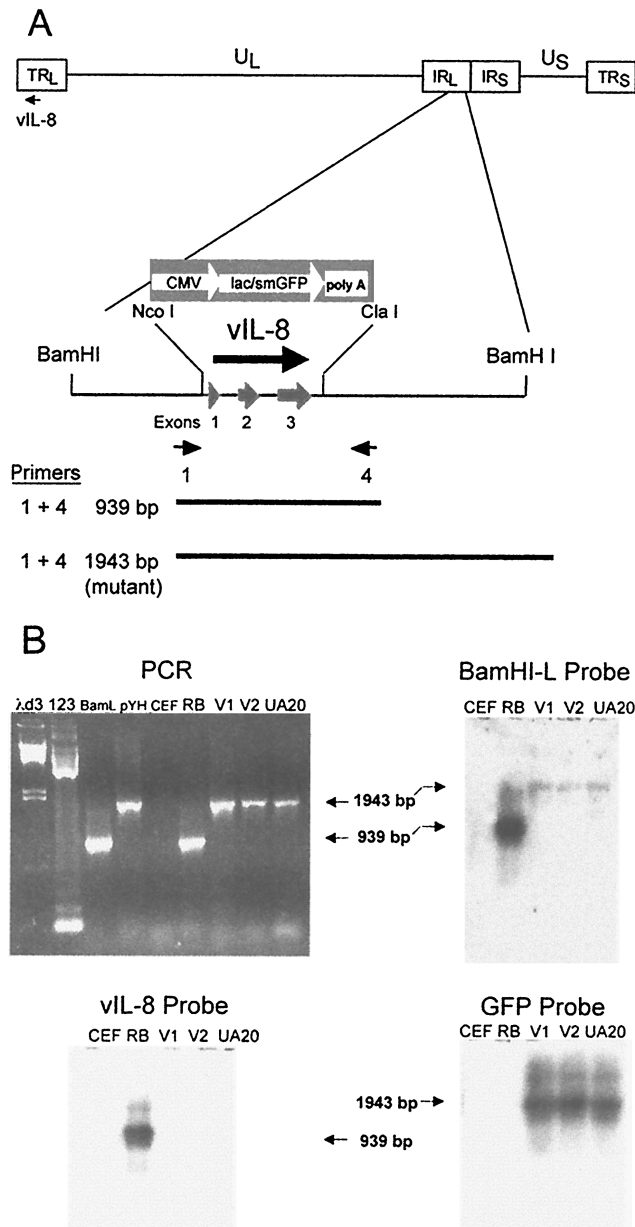 A
TRL UL IRL IRS US TRS
vIL-8
CMV lac/smGFP poly A
Nco I Cla I
vIL-8
BamHI BamH I
Exons 1 2 3
1 4
Primers
1 + 4 939 bp
1 + 4 1943 bp
(mutant)
B
PCR
λd3 123 BamL pYH CEF RB V1 V2 UA20
BamHI-L Probe
CEF RB V1 V2 UA20
1943 bp
939 bp
vIL-8 Probe
CEF RB V1 V2 UA20
GFP Probe
CEF RB V1 V2 UA20
1943 bp
939 bp